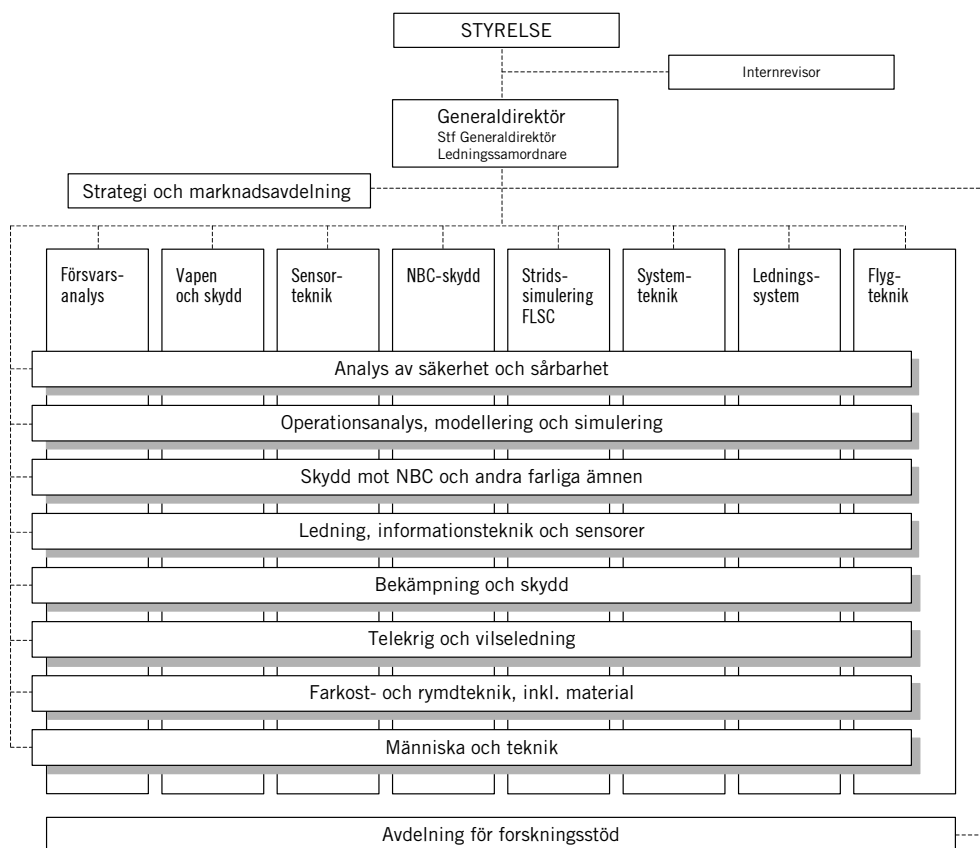 STYRELSE
Internrevisor
Generaldirektör
Stf Generaldirektör
Ledningssamordnare
Strategi och marknadsavdelning
Försvars-
analys
Vapen
och skydd
Sensor-
teknik
NBC-skydd
Strids-
simulering
FLSC
System-
teknik
Lednings-
system
Flyg-
teknik
Analys av säkerhet och sårbarhet
Operationsanalys, modellering och simulering
Skydd mot NBC och andra farliga ämnen
Ledning, informationsteknik och sensorer
Bekämpning och skydd
Telekrig och vilseledning
Farkost- och rymdteknik, inkl. material
Människa och teknik
Avdelning för forskningsstöd